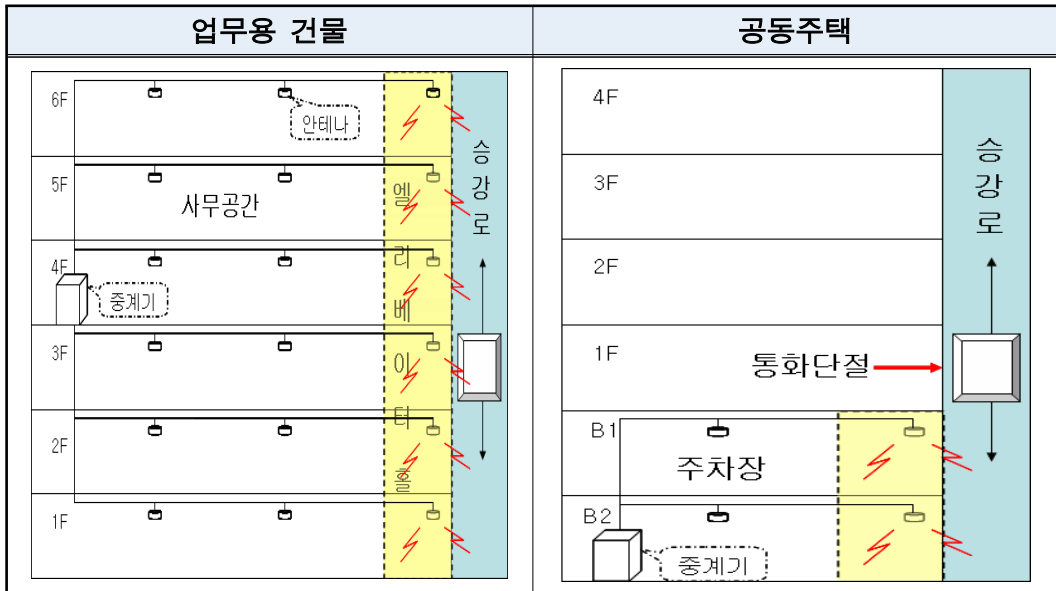 업무용 건물
공동주택
6F
안테나
5F
사무공간
4F
중계기
3F
2F
1F
엘리베이터홀
승강로
4F
3F
2F
1F
통화단절
B1
주차장
B2
중계기
승강로